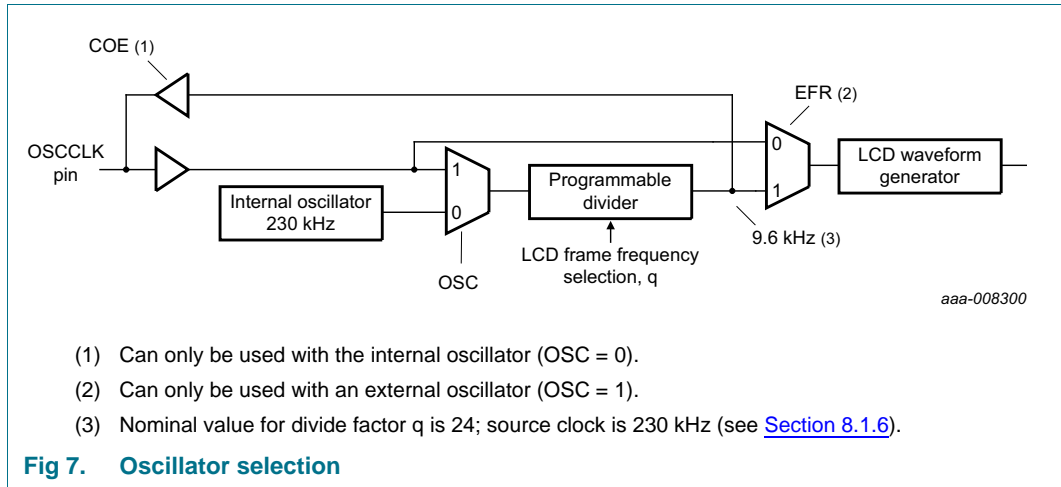 COE (1)
EFR (2)
OSCCLK
pin
0
1
1
0
Internal oscillator
230 kHz
Programmable
divider
LCD waveform
generator
OSC
LCD frame frequency
selection, q
9.6 kHz (3)
aaa-008300
(1) Can only be used with the internal oscillator (OSC = 0).
(2) Can only be used with an external oscillator (OSC = 1).
(3) Nominal value for divide factor q is 24; source clock is 230 kHz (see Section 8.1.6).
Fig 7. Oscillator selection